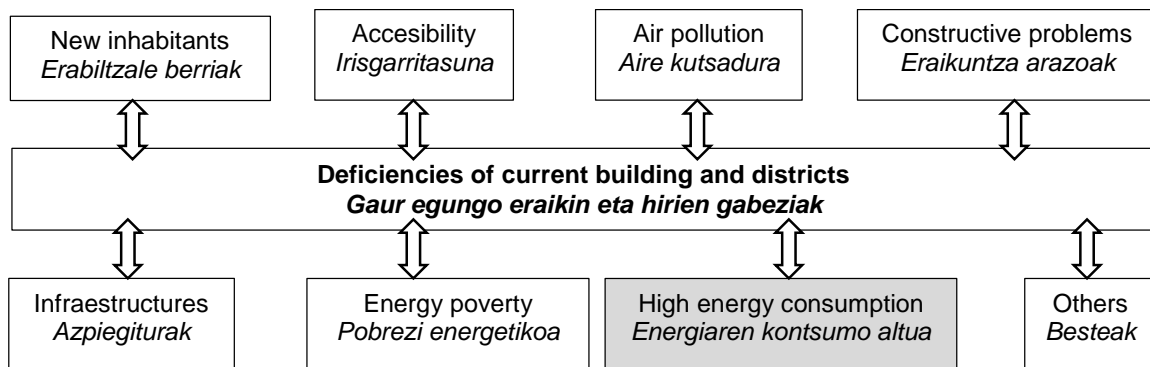 New inhabitants
Erabiltzale berriak
Accesibility
Irisgarritasuna
Air pollution
Aire kutsadura
Constructive problems
Eraikuntza arazoak
Deficiencies of current building and districts
Gaur egungo eraikin eta hirien gabeziak
Infraestructures
Azpiegiturak
Energy poverty
Pobrezi energetikoa
High energy consumption
Energiaren kontsumo altua
Others
Besteak